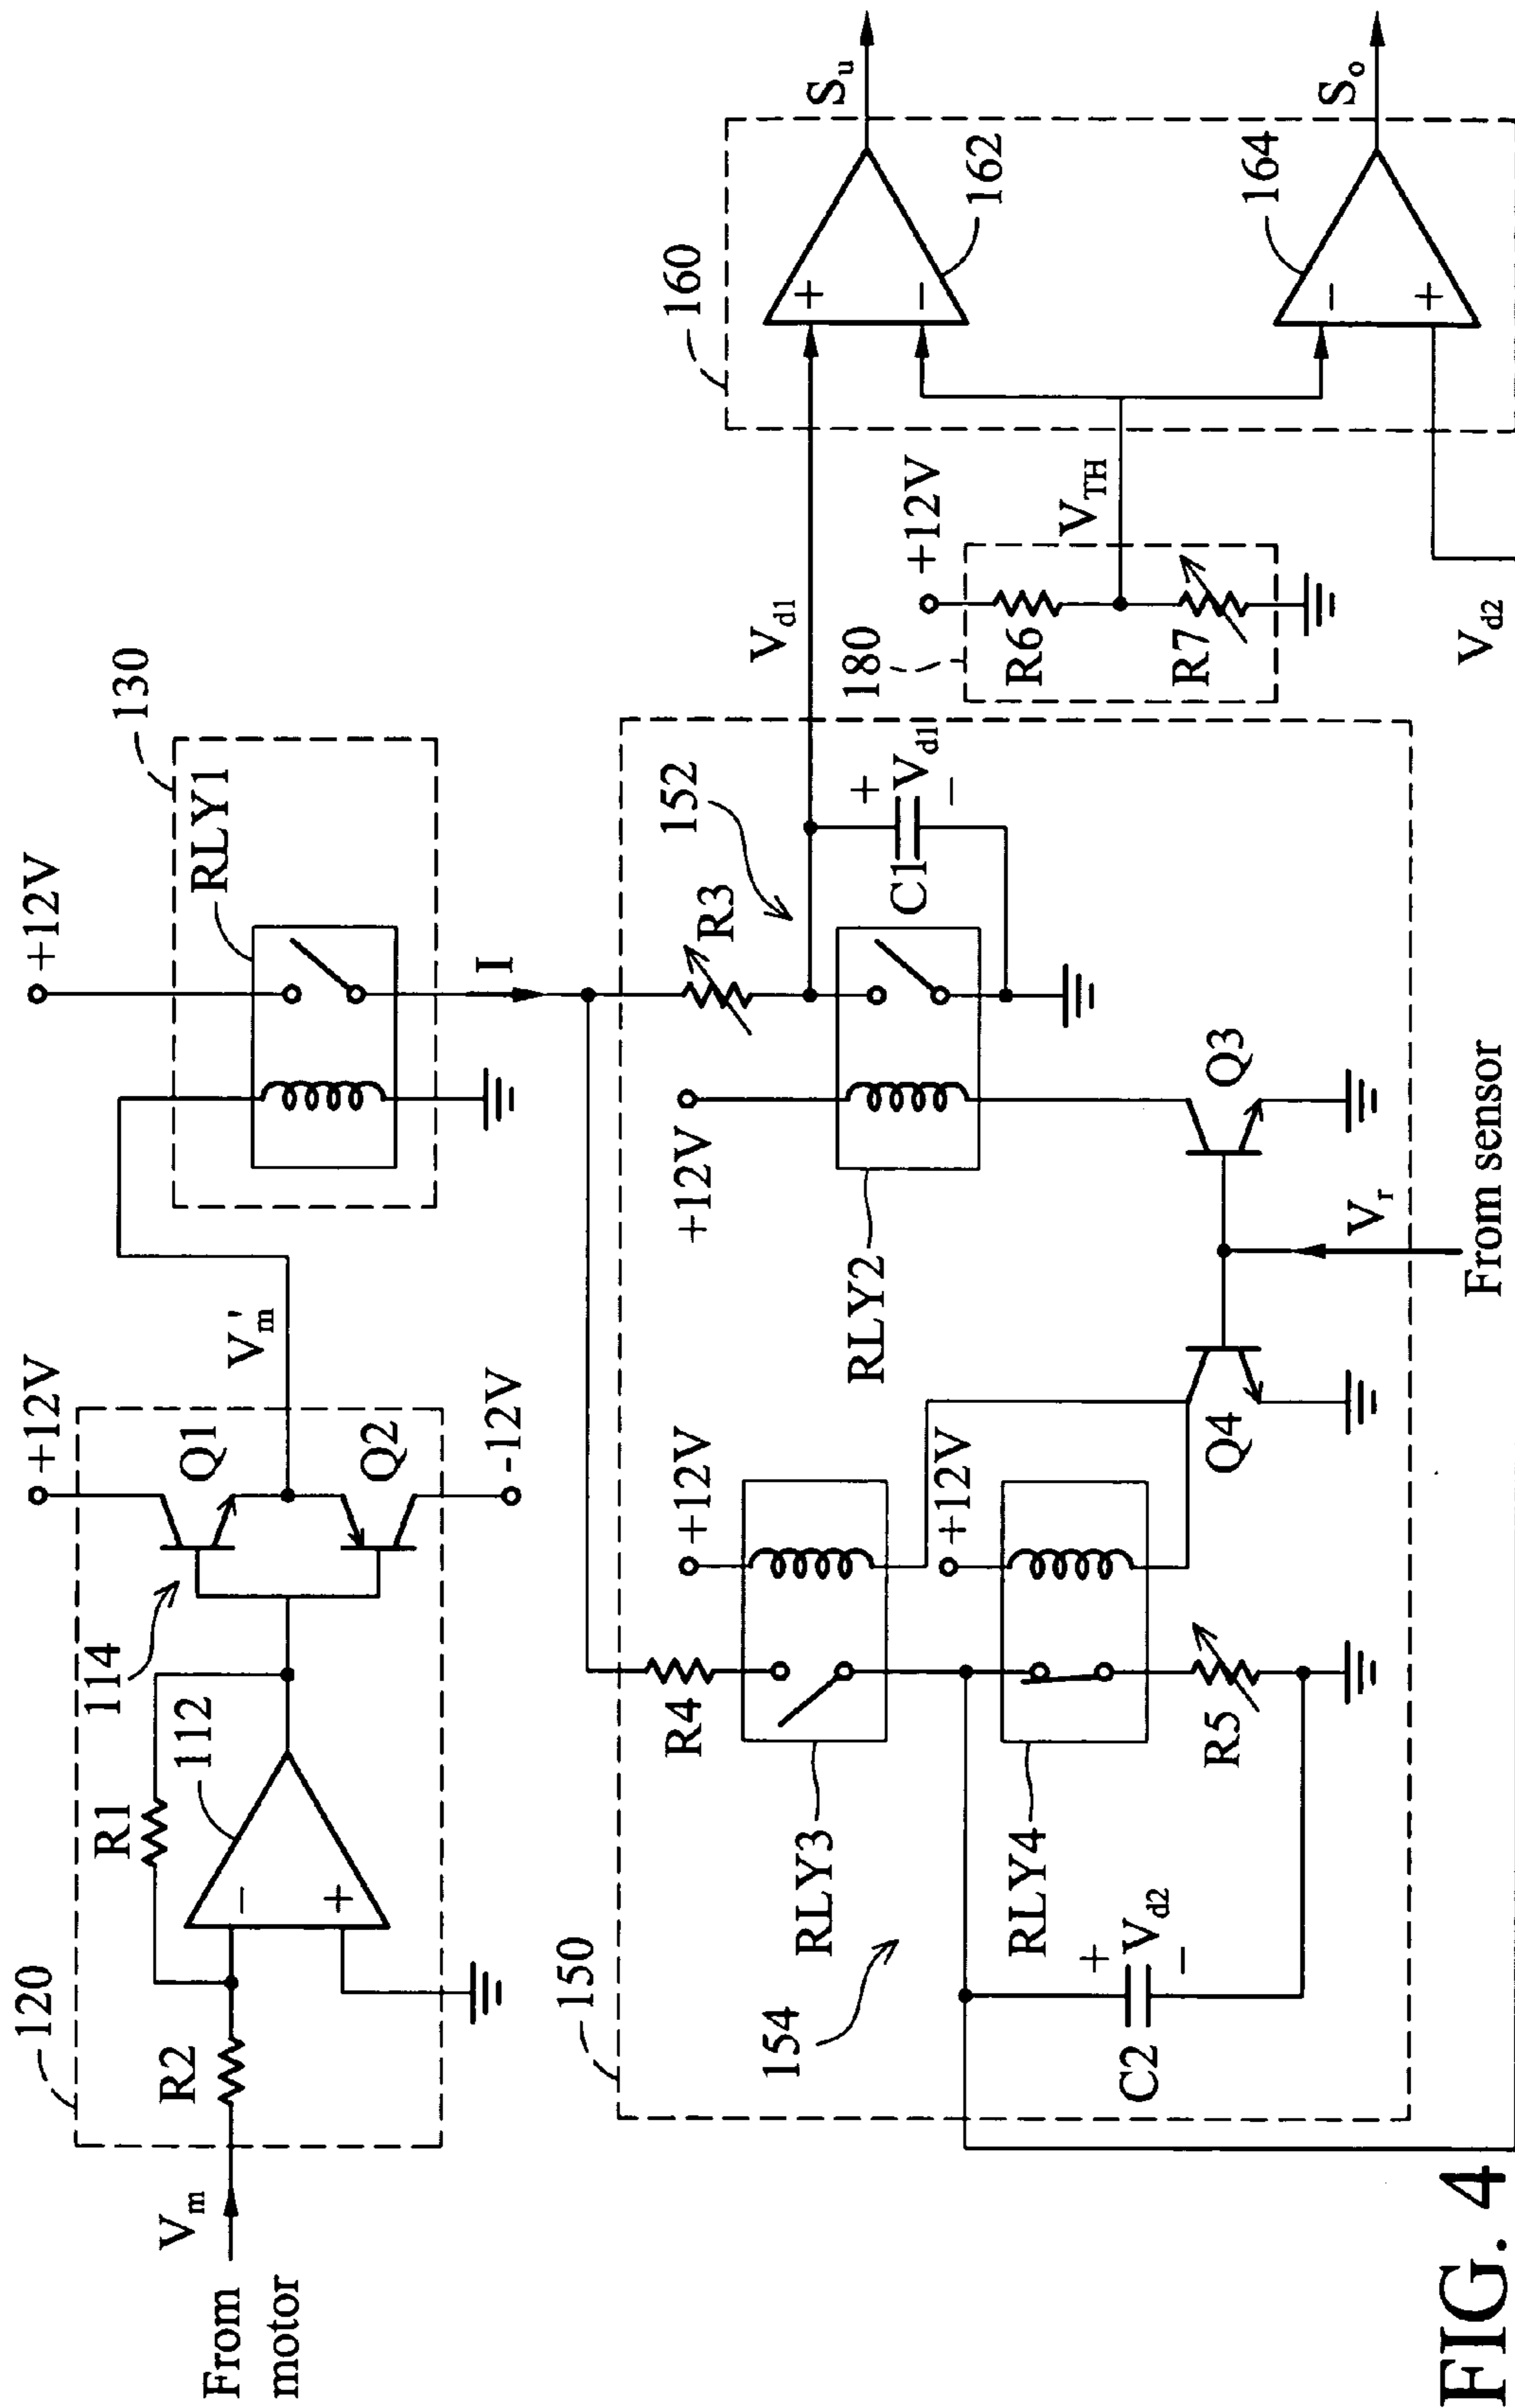 From
motor
Vm
120
R2
R1
112
114
+12V
Q1
Q2
-12V
Vm'
+12V
130
RLY1
I
150
154
C2
+
Vd2
-
RLY3
RLY4
R4
R5
+12V
+12V
Q4
RLY2
+12V
Q3
Vr
From sensor
R3
152
C1
+
Vd1
-
Vd1
180
+12V
R6
R7
VTH
Vd2
160
+
-
162
-
+
164
Su
So
-
+
FIG. 4